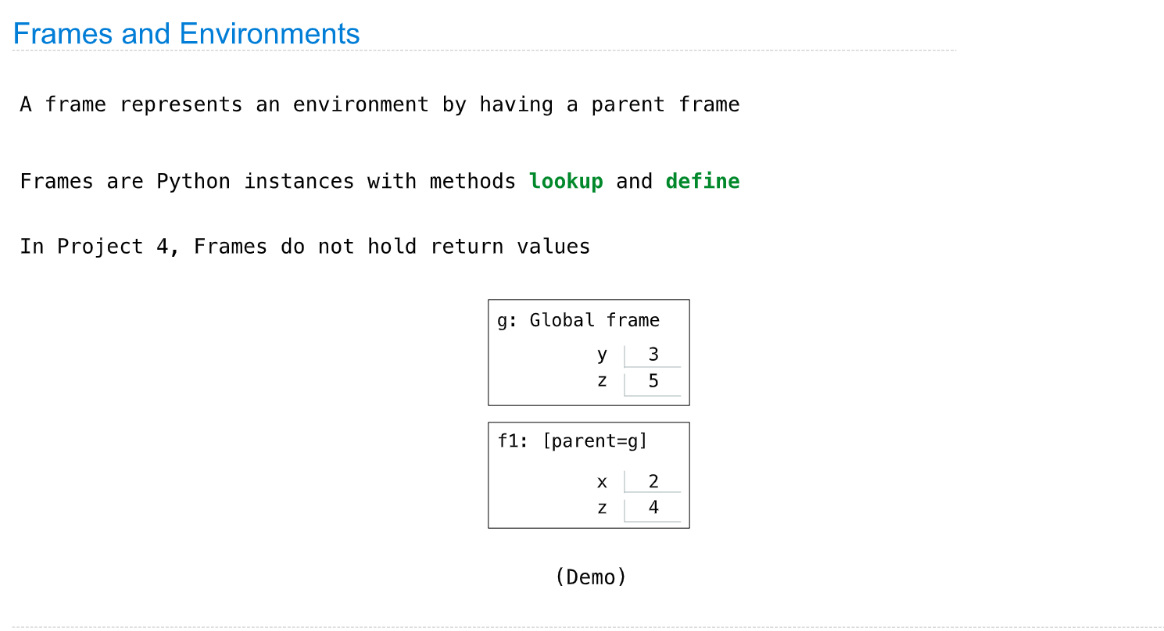 Frames and Environments
A frame represents an environment by having a parent frame
Frames are Python instances with methods lookup and define
In Project 4, Frames do not hold return values
g: Global frame
y 3
z 5
f1: [parent=g]
x 2
z 4
(Demo)